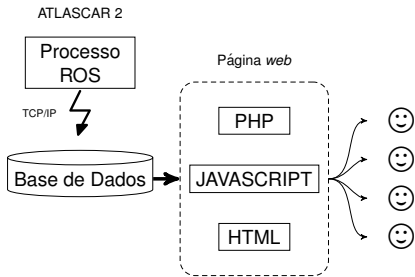 ATLASCAR 2
Processo
ROS
TCP/IP
Base de Dados
Página web
PHP
JAVASCRIPT
HTML